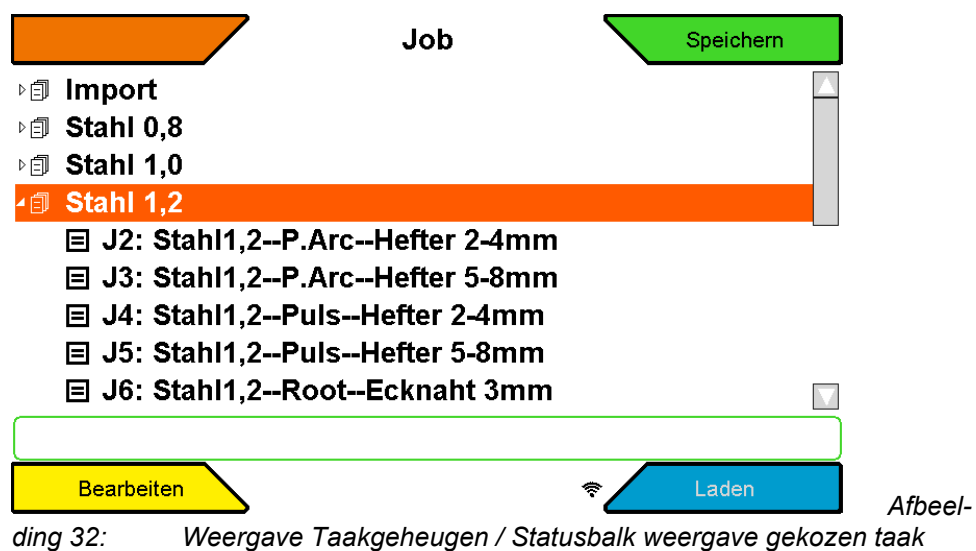 Job
Speichern
Import
Stahl 0,8
Stahl 1,0
Stahl 1,2
J2: Stahl1,2--P.Arc--Hefter 2-4mm
J3: Stahl1,2--P.Arc--Hefter 5-8mm
J4: Stahl1,2--Puls--Hefter 2-4mm
J5: Stahl1,2--Puls--Hefter 5-8mm
J6: Stahl1,2--Root--Ecknaht 3mm
Bearbeiten
Laden
Afbeel-
ding 32: Weergave Taakgeheugen / Statusbalk weergave gekozen taak